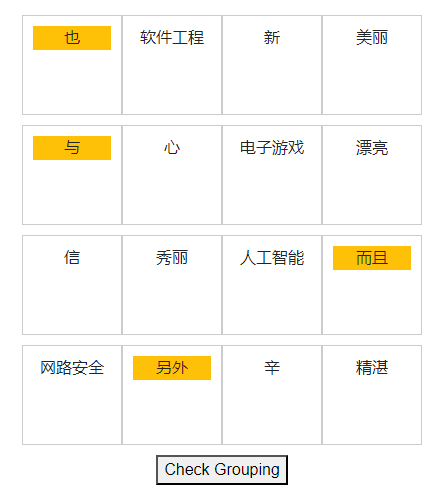 也 软件工程 新 美丽
与 心 电子游戏 漂亮
信 秀丽 人工智能 而且
网路安全 另外 辛 精湛
Check Grouping